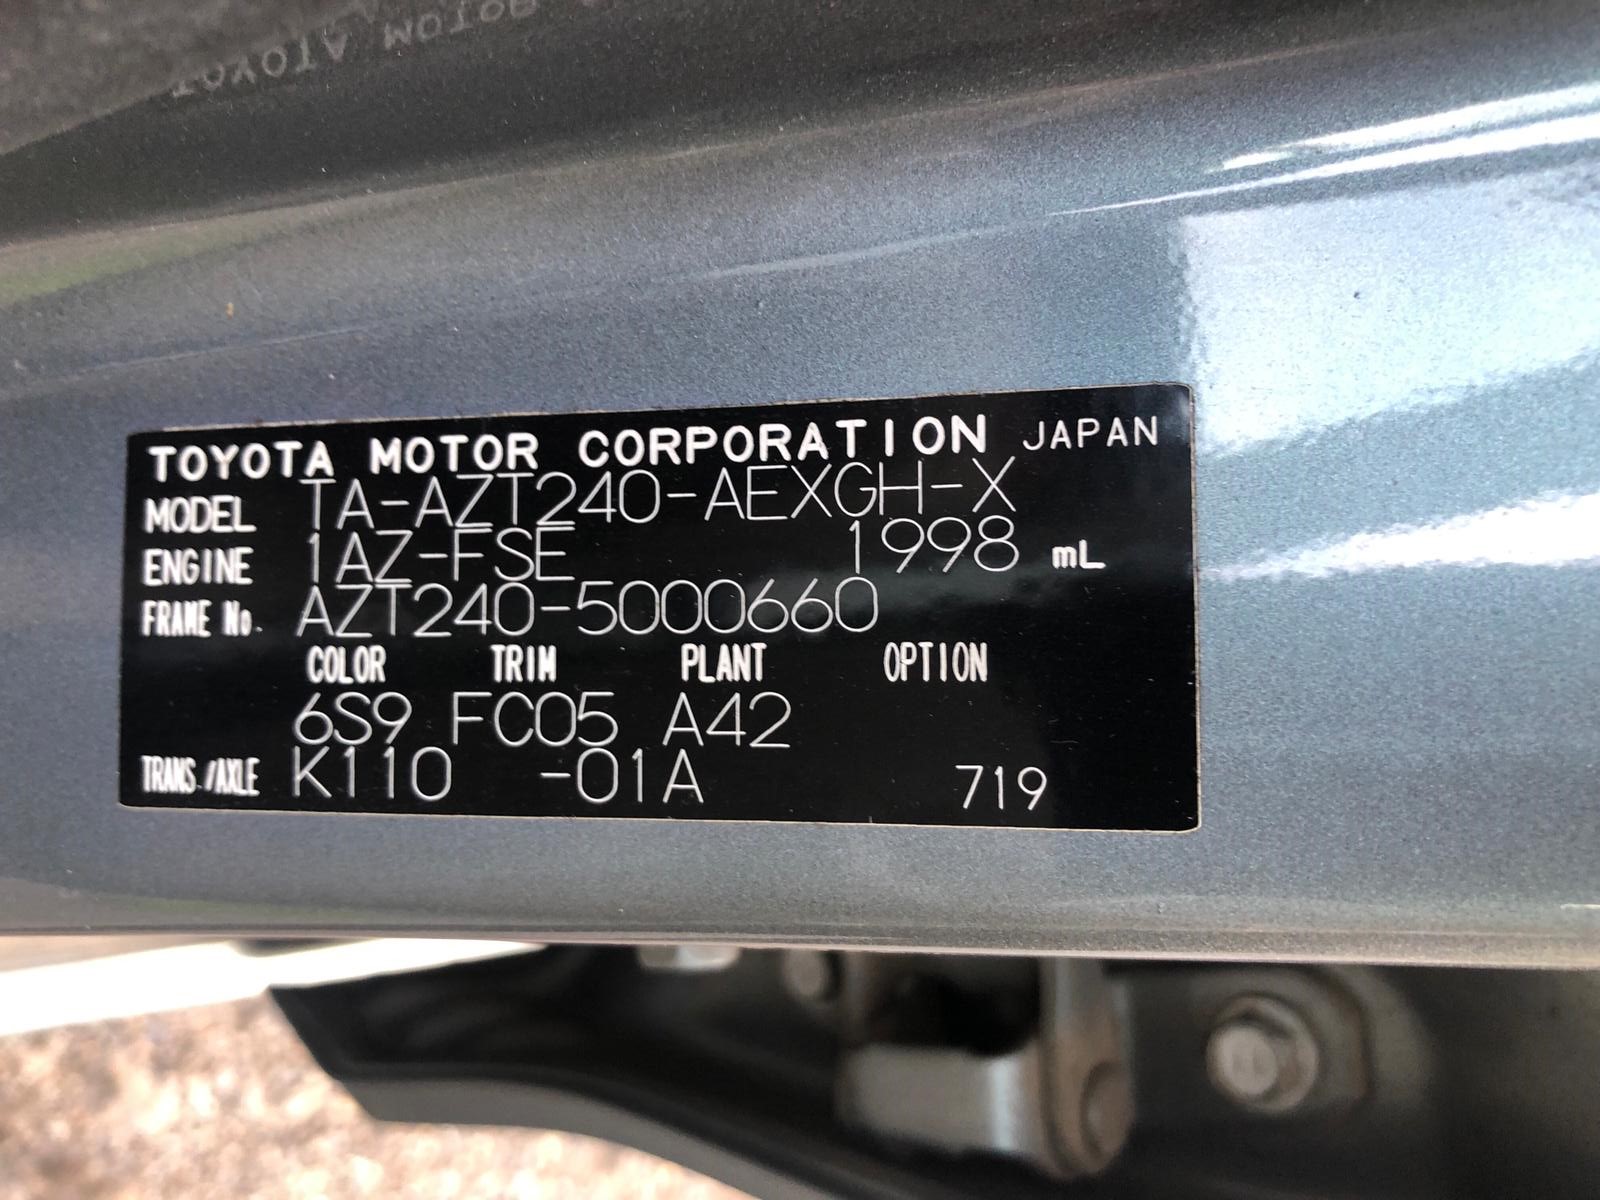 TOYOTA MOTOR CORPORATION JAPAN
MODEL TA-AZT240-AEXGH-X
ENGINE 1AZ-FSE 1998 mL
FRAME No. AZT240-5000660
COLOR TRIM PLANT OPTION
6S9 FC05 A42
TRANS./AXLE K110 -01A 719